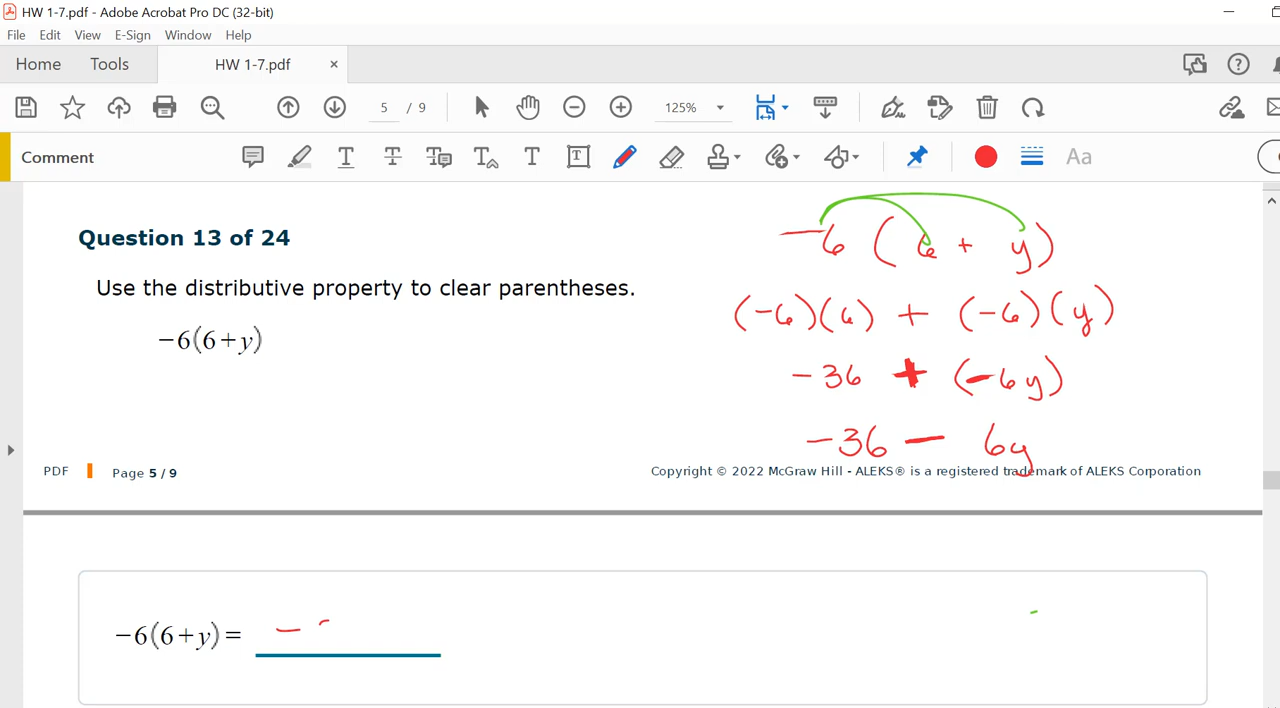 HW 1-7.pdf - Adobe Acrobat Pro DC (32-bit)
File Edit View E-Sign Window Help
Home Tools HW 1-7.pdf ×
5 / 9 125%
Comment Aa
Question 13 of 24
Use the distributive property to clear parentheses.
−6(6+y)
−6 (6 + y)
(−6)(6) + (−6)(y)
−36 + (−6y)
−36 − 6y
PDF Page 5 / 9 Copyright © 2022 McGraw Hill - ALEKS® is a registered trademark of ALEKS Corporation
−6(6+y) = −